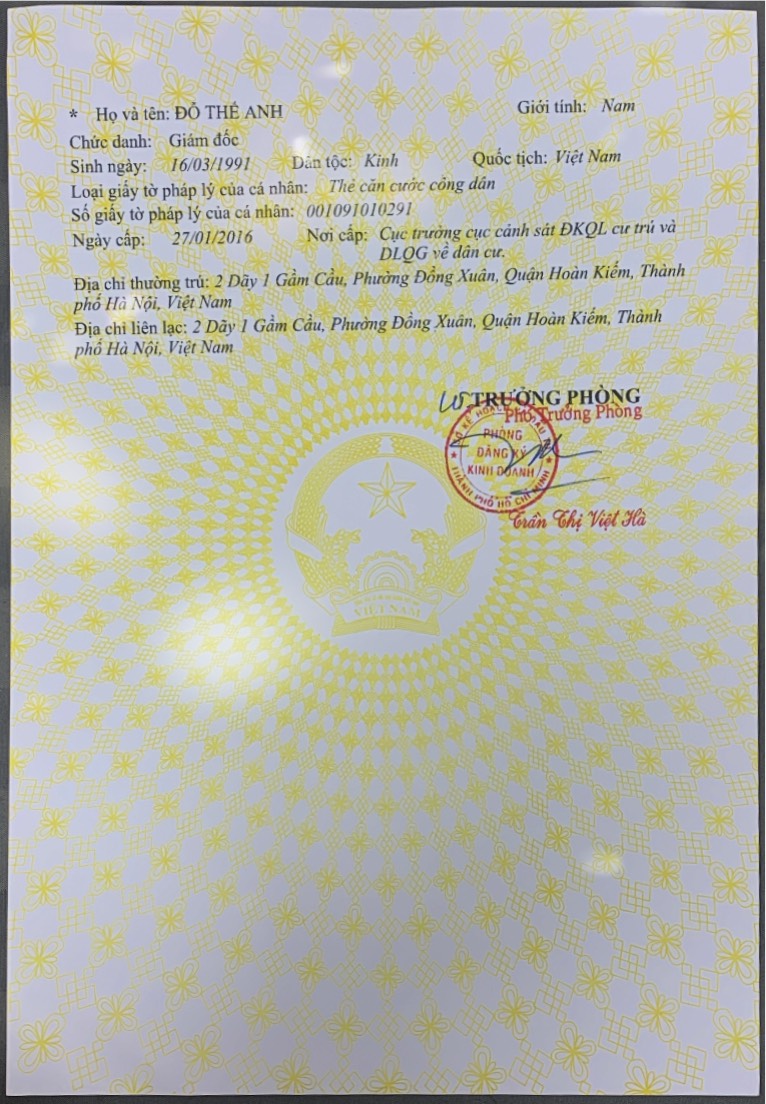 * Họ và tên: ĐỖ THẾ ANH Giới tính: Nam
Chức danh: Giám đốc
Sinh ngày: 16/03/1991 Dân tộc: Kinh Quốc tịch: Việt Nam
Loại giấy tờ pháp lý của cá nhân: Thẻ căn cước công dân
Số giấy tờ pháp lý của cá nhân: 001091010291
Ngày cấp: 27/01/2016 Nơi cấp: Cục trưởng cục cảnh sát ĐKQL cư trú và
DLQG về dân cư.
Địa chỉ thường trú: 2 Dãy 1 Gầm Cầu, Phường Đồng Xuân, Quận Hoàn Kiếm, Thành
phố Hà Nội, Việt Nam
Địa chỉ liên lạc: 2 Dãy 1 Gầm Cầu, Phường Đồng Xuân, Quận Hoàn Kiếm, Thành
phố Hà Nội, Việt Nam
TRƯỞNG PHÒNG
Phó Trưởng Phòng
PHÒNG
ĐĂNG KÝ
KINH DOANH
THÀNH PHỐ HỒ CHÍ MINH
Trần Thị Việt Hà
VIỆT NAM